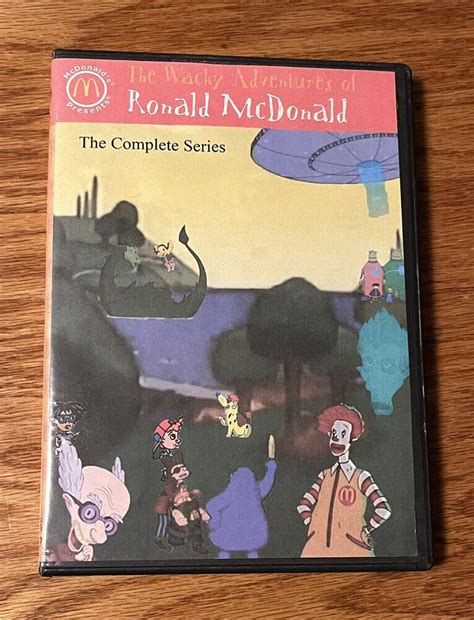 McDonald's®
Presents®
The Wacky Adventures of
Ronald McDonald
The Complete Series